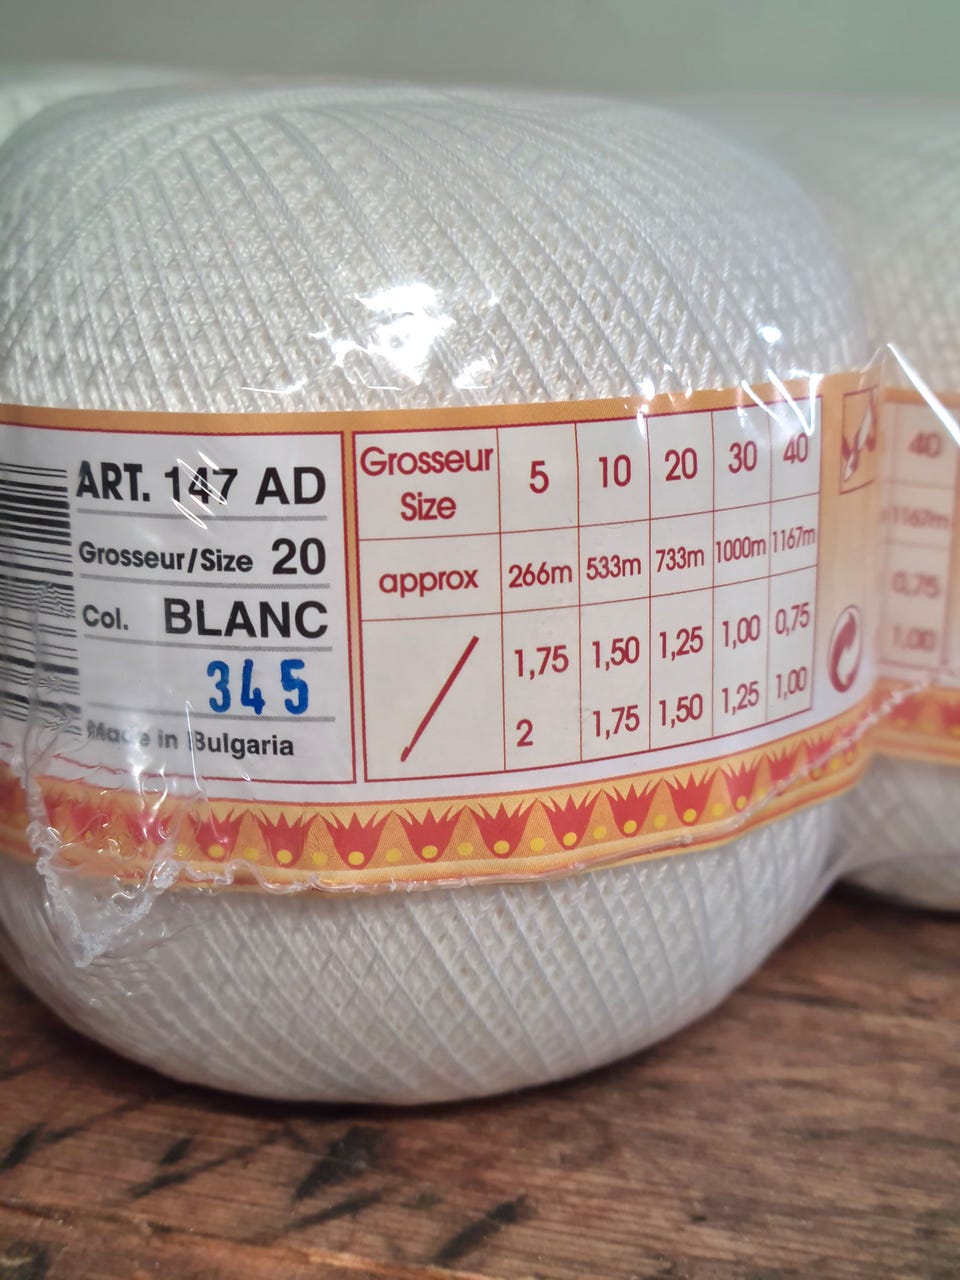 ART. 147 AD
Grosseur/Size 20
Col. BLANC
345
Made in Bulgaria
Grosseur Size 5 10 20 30 40
approx 266m 533m 733m 1000m 1167m
1,75 1,50 1,25 1,00 0,75
2 1,75 1,50 1,25 1,00
40
1167m
0,75
1,00